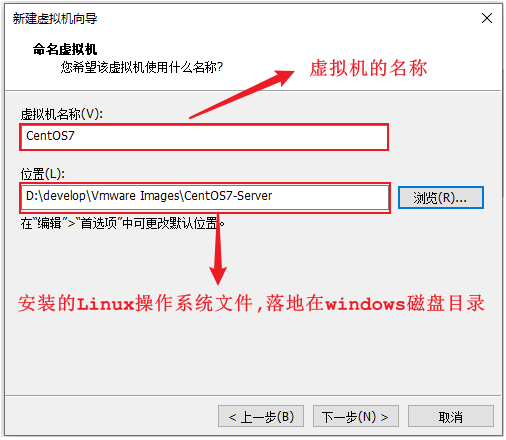 新建虚拟机向导
命名虚拟机
您希望该虚拟机使用什么名称?
虚拟机的名称
虚拟机名称(V):
CentOS7
位置(L):
D:\develop\Vmware Images\CentOS7-Server
浏览(R)...
在“编辑”>“首选项”中可更改默认位置。
安装的Linux操作系统文件,落地在windows磁盘目录
< 上一步(B)
下一步(N) >
取消